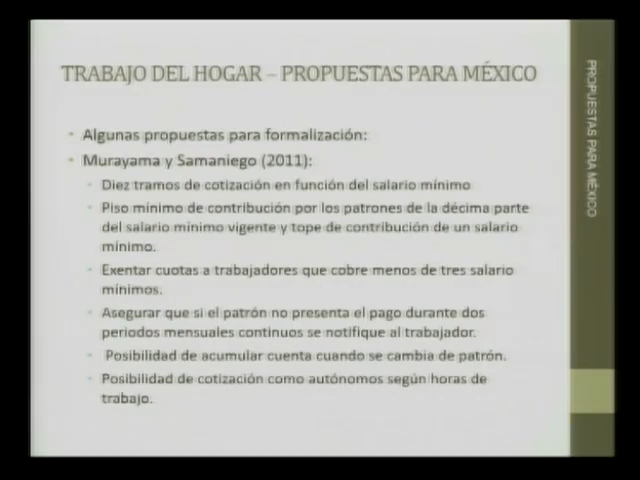 TRABAJO DEL HOGAR – PROPUESTAS PARA MÉXICO
Algunas propuestas para formalización:
Murayama y Samaniego (2011):
Diez tramos de cotización en función del salario mínimo
Piso mínimo de contribución por los patrones de la décima parte
del salario mínimo vigente y tope de contribución de un salario
mínimo.
Exentar cuotas a trabajadores que cobre menos de tres salario
mínimos.
Asegurar que si el patrón no presenta el pago durante dos
periodos mensuales continuos se notifique al trabajador.
Posibilidad de acumular cuenta cuando se cambia de patrón.
Posibilidad de cotización como autónomos según horas de
trabajo.
PROPUESTAS PARA MÉXICO